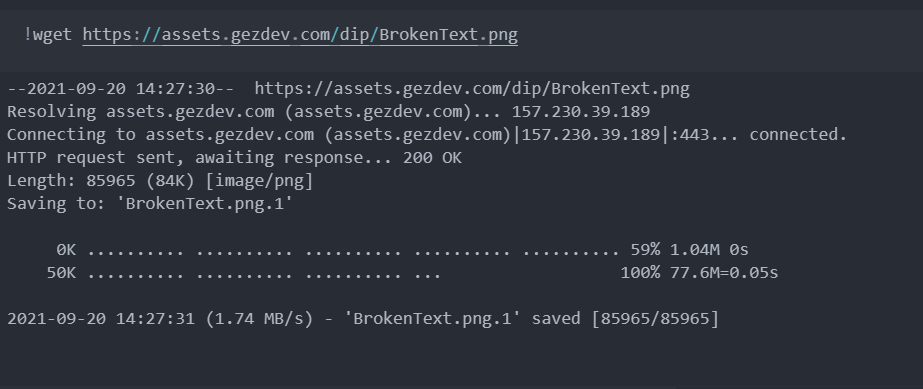 !wget https://assets.gezdev.com/dip/BrokenText.png
--2021-09-20 14:27:30--  https://assets.gezdev.com/dip/BrokenText.png
Resolving assets.gezdev.com (assets.gezdev.com)... 157.230.39.189
Connecting to assets.gezdev.com (assets.gezdev.com)|157.230.39.189|:443... connected.
HTTP request sent, awaiting response... 200 OK
Length: 85965 (84K) [image/png]
Saving to: 'BrokenText.png.1'
     0K .......... .......... .......... .......... .......... 59% 1.04M 0s
    50K .......... .......... .......... ...                  100% 77.6M=0.05s
2021-09-20 14:27:31 (1.74 MB/s) - 'BrokenText.png.1' saved [85965/85965]